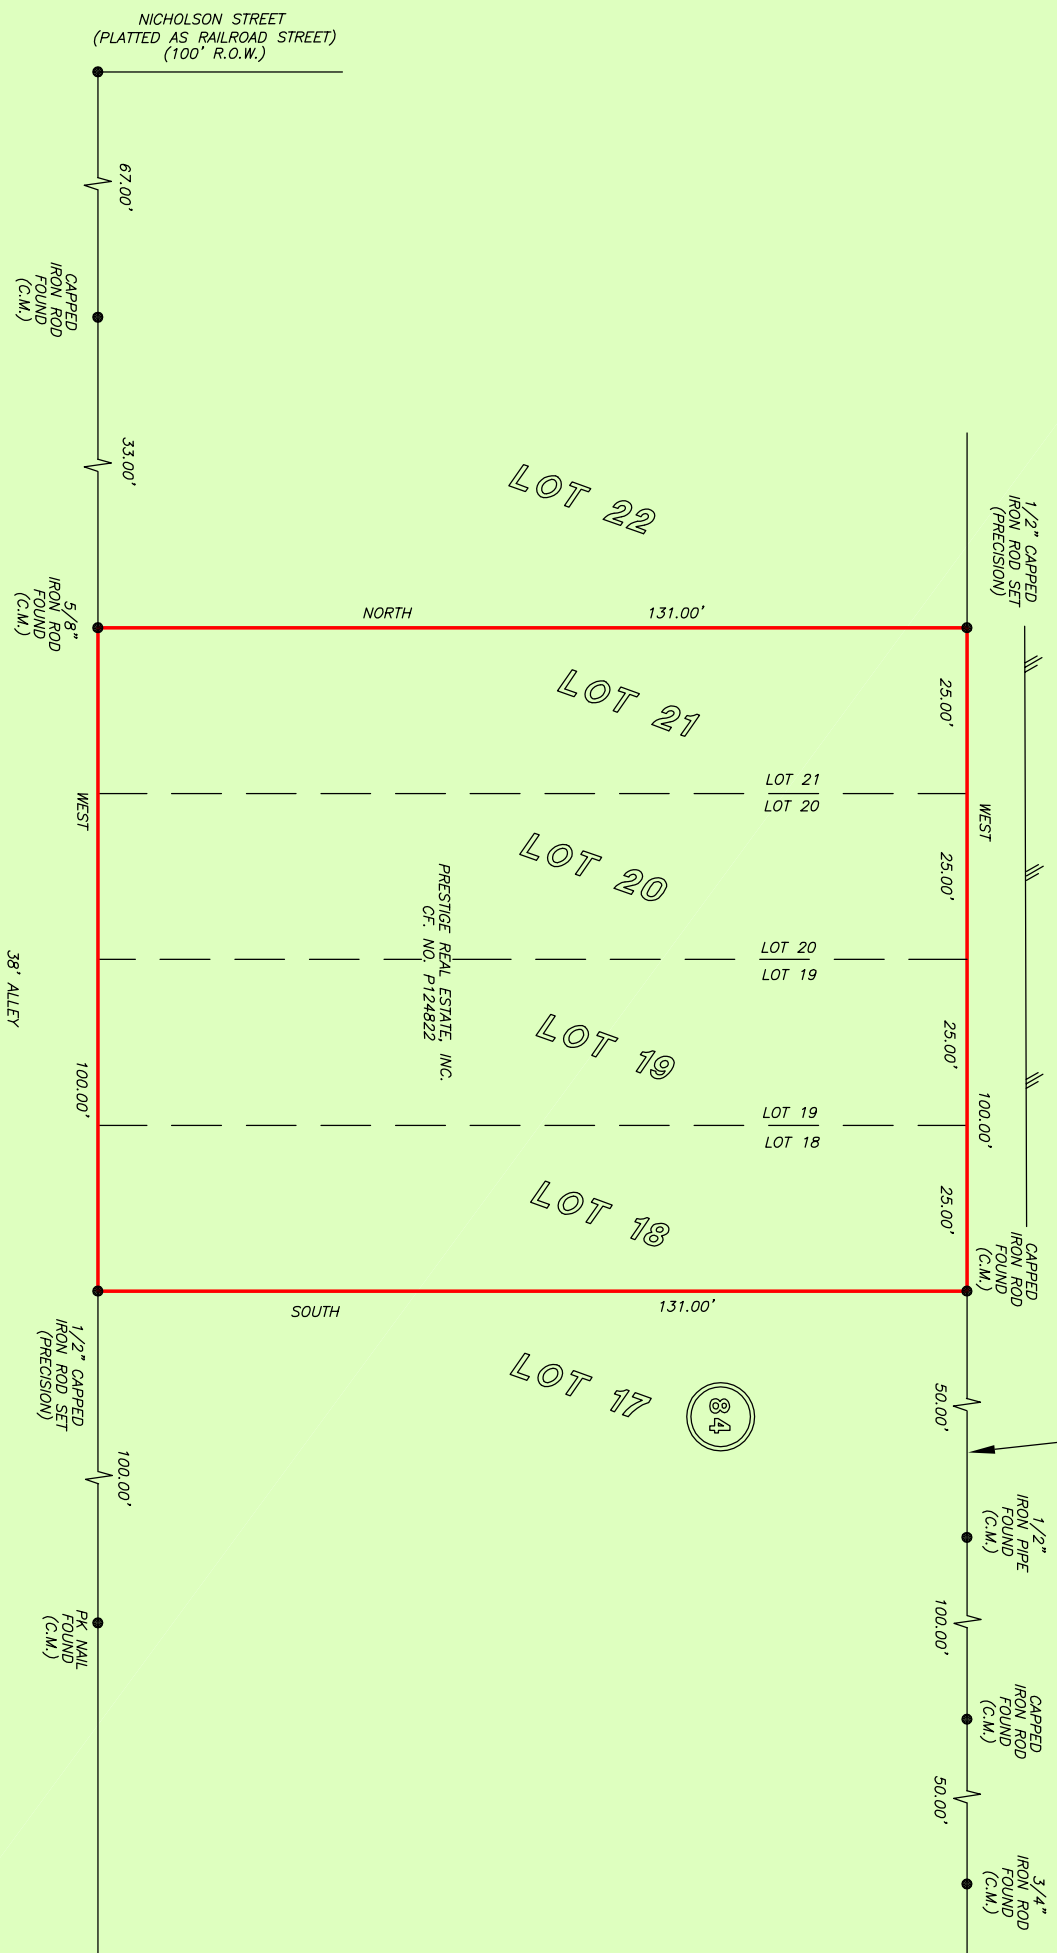 NICHOLSON STREET
(PLATTED AS RAILROAD STREET)
(100' R.O.W.)
67.00'
CAPPED
IRON ROD
FOUND
(C.M.)
33.00'
5/8"
IRON ROD
FOUND
(C.M.)
1/2" CAPPED
IRON ROD SET
(PRECISION)
LOT 22
NORTH
131.00'
LOT 21
25.00'
LOT 21
LOT 20
WEST
WEST
LOT 20
25.00'
PRESTIGE REAL ESTATE, INC.
CF. NO. P124822
LOT 20
LOT 19
38' ALLEY
LOT 19
25.00'
100.00'
100.00'
LOT 19
LOT 18
LOT 18
25.00'
CAPPED
IRON ROD
FOUND
(C.M.)
SOUTH
131.00'
1/2" CAPPED
IRON ROD SET
(PRECISION)
LOT 17
84
50.00'
100.00'
1/2"
IRON PIPE
FOUND
(C.M.)
PK NAIL
FOUND
(C.M.)
100.00'
CAPPED
IRON ROD
FOUND
(C.M.)
50.00'
3/4"
IRON ROD
FOUND
(C.M.)